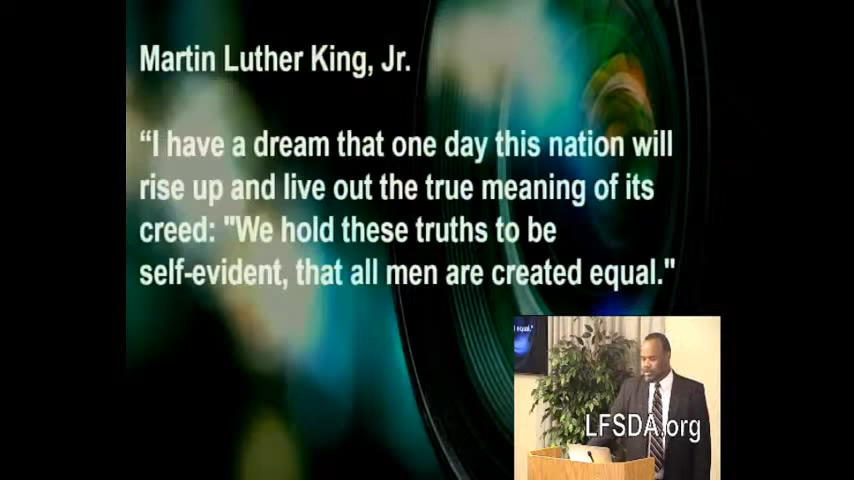 Martin Luther King, Jr.
“I have a dream that one day this nation will
rise up and live out the true meaning of its
creed: "We hold these truths to be
self-evident, that all men are created equal."
equal."
LFSDA.org